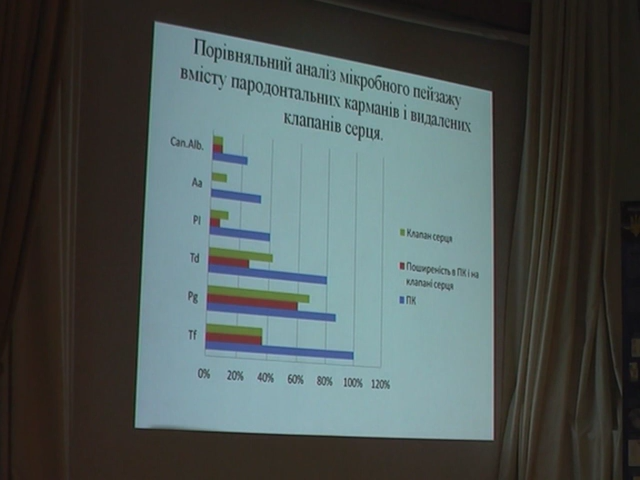 Порівняльний аналіз мікробного пейзажу
вмісту пародонтальних карманів і видалених
клапанів серця.
Can.Alb.
Aa
PI
Td
Pg
Tf
0% 20% 40% 60% 80% 100% 120%
Клапан серця
Поширеність в ПК і на
клапані серця
ПК